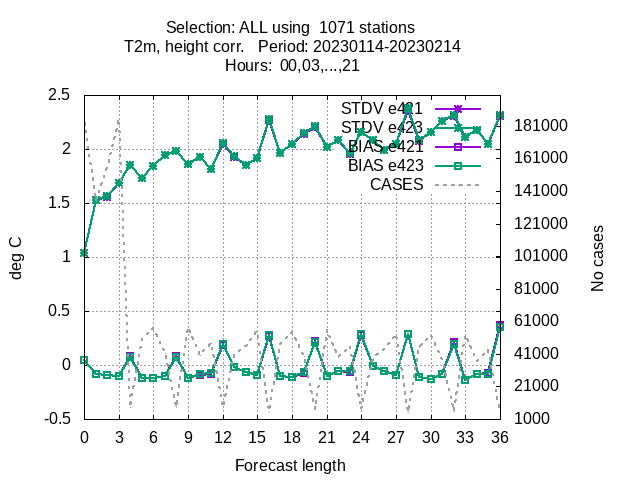 Selection: ALL using  1071 stations
T2m, height corr.   Period: 20230114-20230214
Hours:  00,03,...,21
STDV e421
STDV e423
BIAS e421
BIAS e423
CASES
2.5
2
1.5
1
0.5
0
-0.5
deg C
181000
161000
141000
121000
101000
81000
61000
41000
21000
1000
No cases
0 3 6 9 12 15 18 21 24 27 30 33 36
Forecast length